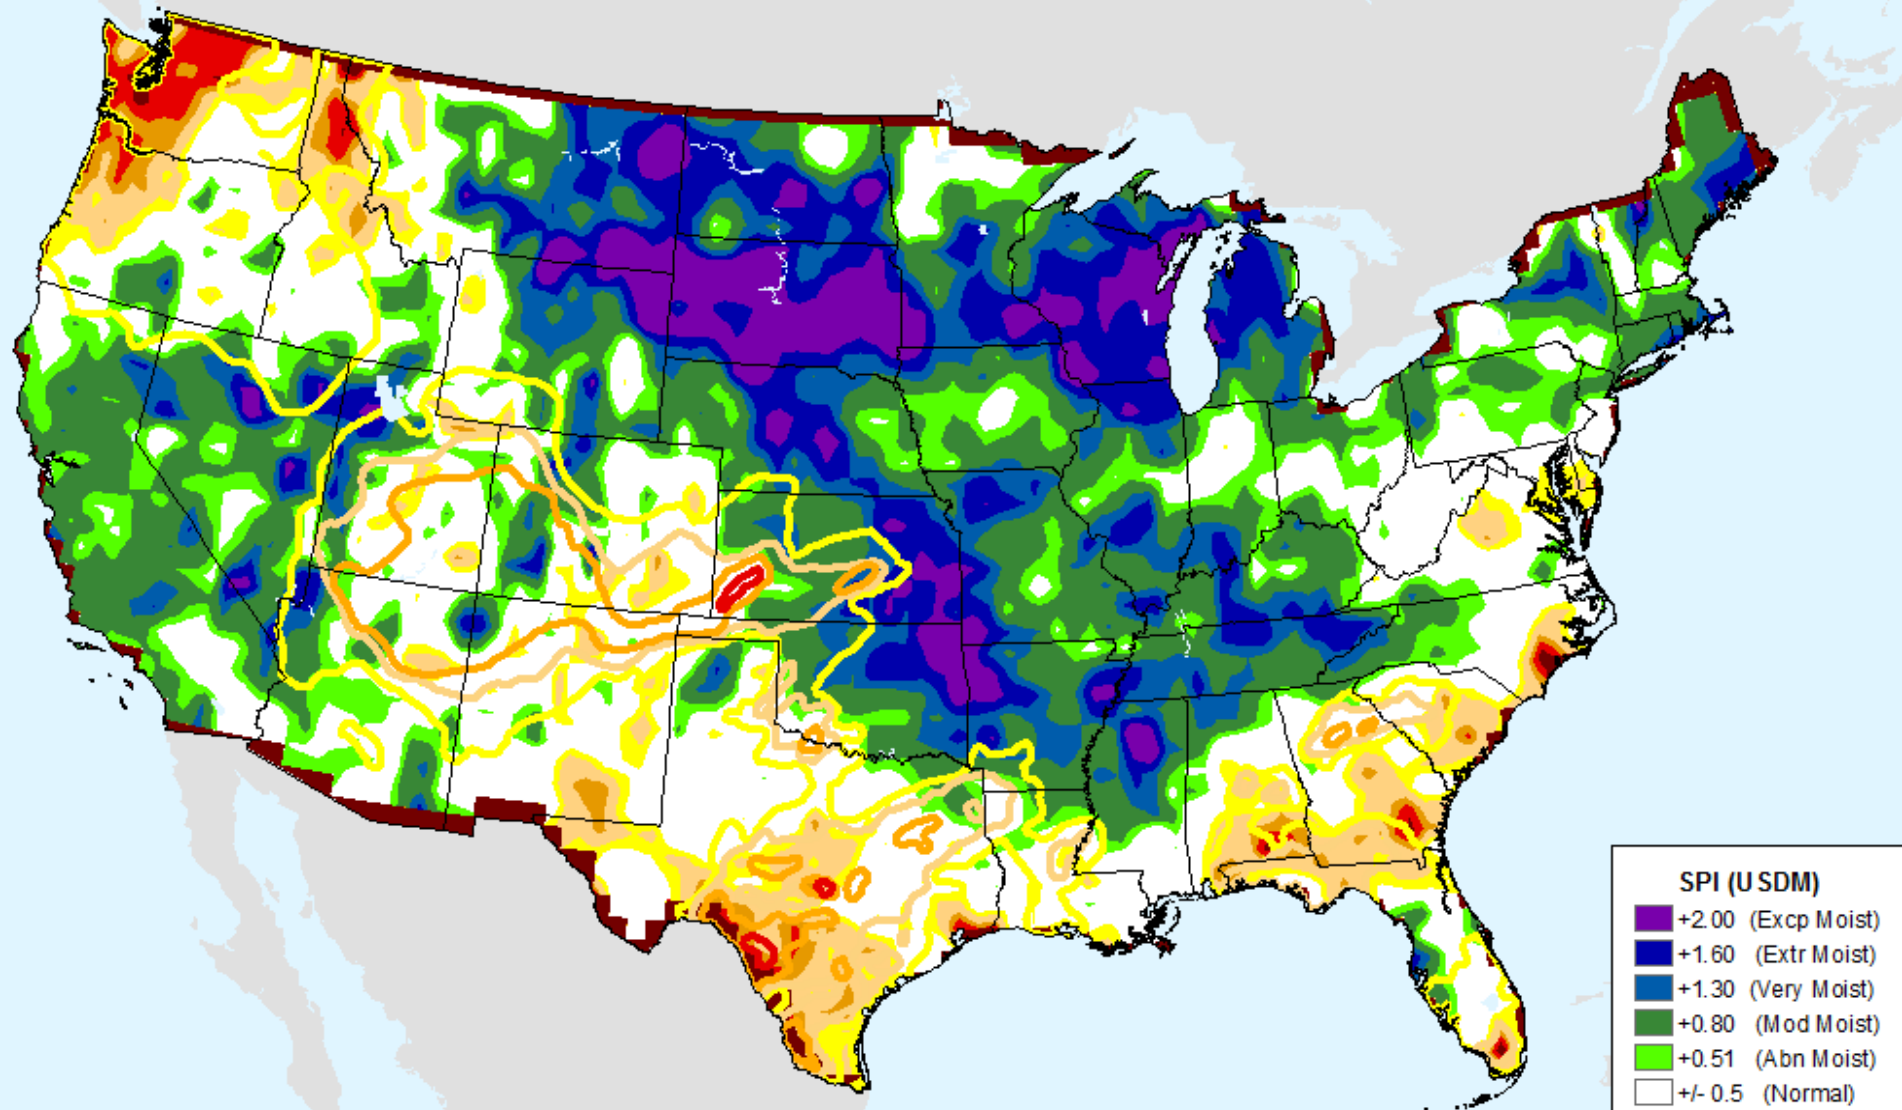 SPI (USDM)
+2.00 (Excp Moist)
+1.60 (Extr Moist)
+1.30 (Very Moist)
+0.80 (Mod Moist)
+0.51 (Abn Moist)
+/- 0.5 (Normal)